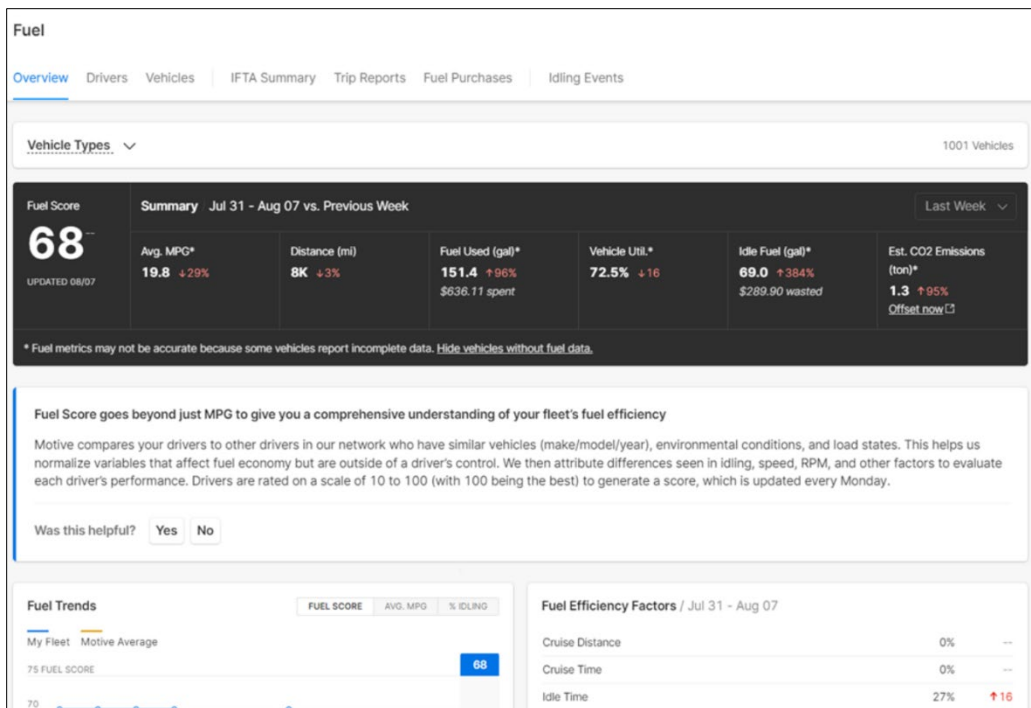 Fuel
Overview Drivers Vehicles IFTA Summary Trip Reports Fuel Purchases Idling Events
Vehicle Types 1001 Vehicles
Fuel Score Summary Jul 31 - Aug 07 vs. Previous Week Last Week
68 --
UPDATED 08/07
Avg. MPG* Distance (mi) Fuel Used (gal)* Vehicle Util.* Idle Fuel (gal)* Est. CO2 Emissions (ton)*
19.8 ↓29% 8K ↓3% 151.4 ↑96% 72.5% ↓16 69.0 ↑384% 1.3 ↑95%
$636.11 spent $289.90 wasted Offset now
* Fuel metrics may not be accurate because some vehicles report incomplete data. Hide vehicles without fuel data.
Fuel Score goes beyond just MPG to give you a comprehensive understanding of your fleet's fuel efficiency
Motive compares your drivers to other drivers in our network who have similar vehicles (make/model/year), environmental conditions, and load states. This helps us
normalize variables that affect fuel economy but are outside of a driver's control. We then attribute differences seen in idling, speed, RPM, and other factors to evaluate
each driver's performance. Drivers are rated on a scale of 10 to 100 (with 100 being the best) to generate a score, which is updated every Monday.
Was this helpful? Yes No
Fuel Trends FUEL SCORE AVG. MPG % IDLING
My Fleet Motive Average
75 FUEL SCORE 68
70
Fuel Efficiency Factors / Jul 31 - Aug 07
Cruise Distance 0% --
Cruise Time 0% --
Idle Time 27% ↑16